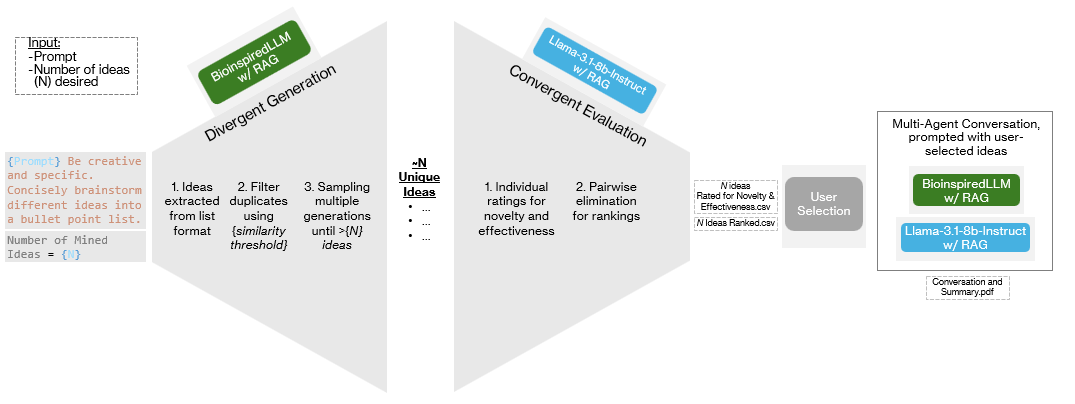 Input:
-Prompt
-Number of ideas
(N) desired
{Prompt} Be creative
and specific.
Concisely brainstorm
different ideas into
a bullet point list.
Number of Mined
Ideas = {N}
BioinspiredLLM
w/ RAG
Divergent Generation
1. Ideas
extracted
from list
format
2. Filter
duplicates
using
{similarity
threshold}
3. Sampling
multiple
generations
until >{N}
ideas
~N
Unique
Ideas
• ...
• ...
• ...
Llama-3.1-8b-Instruct
w/ RAG
Convergent Evaluation
1. Individual
ratings for
novelty and
effectiveness
2. Pairwise
elimination
for rankings
N ideas
Rated for Novelty &
Effectiveness.csv
N Ideas Ranked.csv
User
Selection
Multi-Agent Conversation,
prompted with user-
selected ideas
BioinspiredLLM
w/ RAG
Llama-3.1-8b-Instruct
w/ RAG
Conversation and
Summary.pdf